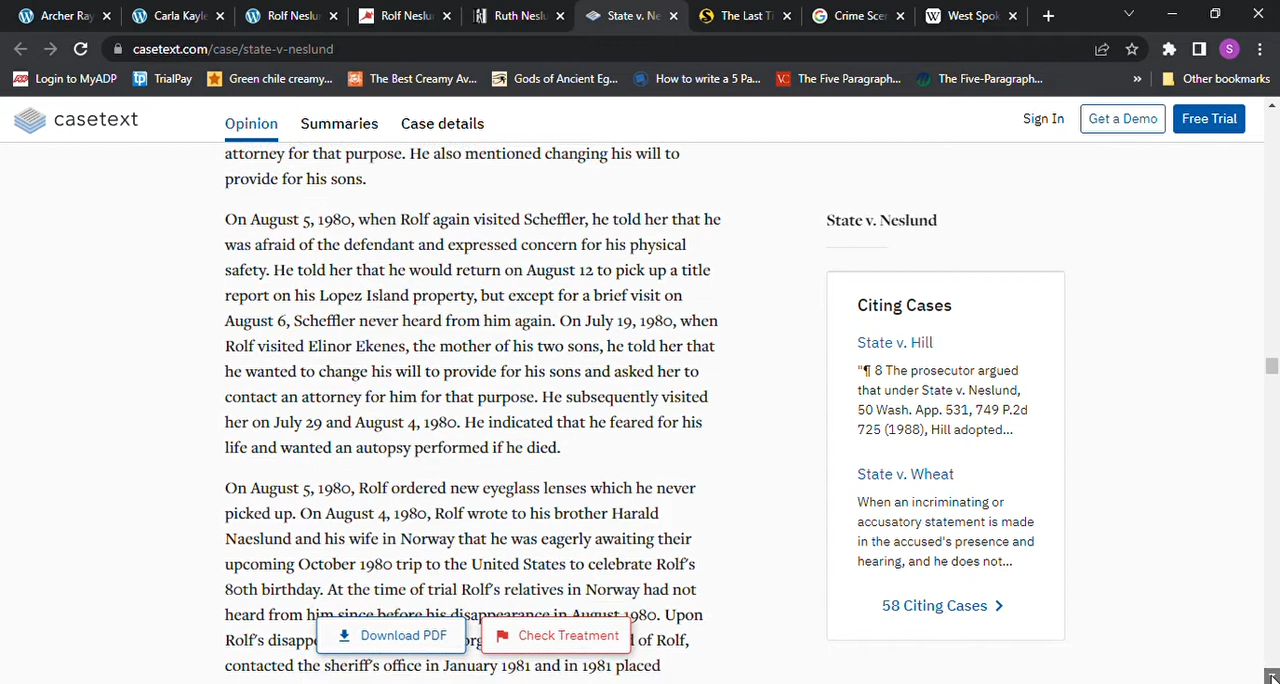 Archer Ray
Carla Kayle
Rolf Neslu
Rolf Neslu
Ruth Neslu
State v. Ne
The Last Ti
Crime Scen
West Spok
casetext.com/case/state-v-neslund
S
Login to MyADP
TrialPay
Green chile creamy...
The Best Creamy Av...
Gods of Ancient Eg...
How to write a 5 Pa...
The Five Paragraph...
The Five-Paragraph...
»
Other bookmarks
casetext
Opinion
Summaries
Case details
Sign In
Get a Demo
Free Trial
attorney for that purpose. He also mentioned changing his will to
provide for his sons.
On August 5, 1980, when Rolf again visited Scheffler, he told her that he
was afraid of the defendant and expressed concern for his physical
safety. He told her that he would return on August 12 to pick up a title
report on his Lopez Island property, but except for a brief visit on
August 6, Scheffler never heard from him again. On July 19, 1980, when
Rolf visited Elinor Ekenes, the mother of his two sons, he told her that
he wanted to change his will to provide for his sons and asked her to
contact an attorney for him for that purpose. He subsequently visited
her on July 29 and August 4, 1980. He indicated that he feared for his
life and wanted an autopsy performed if he died.
On August 5, 1980, Rolf ordered new eyeglass lenses which he never
picked up. On August 4, 1980, Rolf wrote to his brother Harald
Naeslund and his wife in Norway that he was eagerly awaiting their
upcoming October 1980 trip to the United States to celebrate Rolf's
80th birthday. At the time of trial Rolf's relatives in Norway had not
heard from him since before his disappearance in August 1980. Upon
Rolf's disappe
d of Rolf,
contacted the sheriff's office in January 1981 and in 1981 placed
Download PDF
Check Treatment
State v. Neslund
Citing Cases
State v. Hill
"¶ 8 The prosecutor argued
that under State v. Neslund,
50 Wash. App. 531, 749 P.2d
725 (1988), Hill adopted...
State v. Wheat
When an incriminating or
accusatory statement is made
in the accused's presence and
hearing, and he does not...
58 Citing Cases